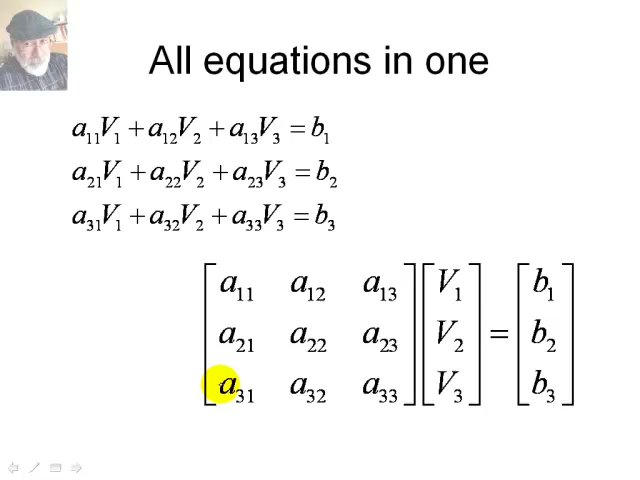 All equations in one
a₁₁V₁ + a₁₂V₂ + a₁₃V₃ = b₁
a₂₁V₁ + a₂₂V₂ + a₂₃V₃ = b₂
a₃₁V₁ + a₃₂V₂ + a₃₃V₃ = b₃
[a₁₁ a₁₂ a₁₃] [V₁] [b₁]
[a₂₁ a₂₂ a₂₃] [V₂] = [b₂]
[a₃₁ a₃₂ a₃₃] [V₃] [b₃]